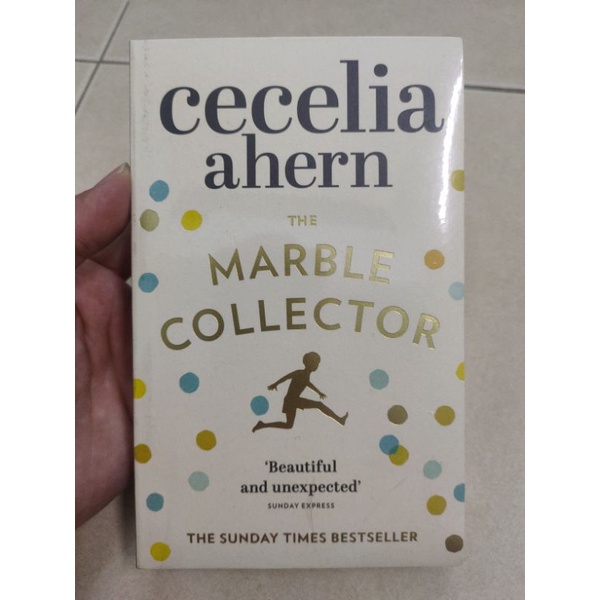 cecelia
ahern
THE
MARBLE
COLLECTOR
‘Beautiful
and unexpected’
SUNDAY EXPRESS
THE SUNDAY TIMES BESTSELLER